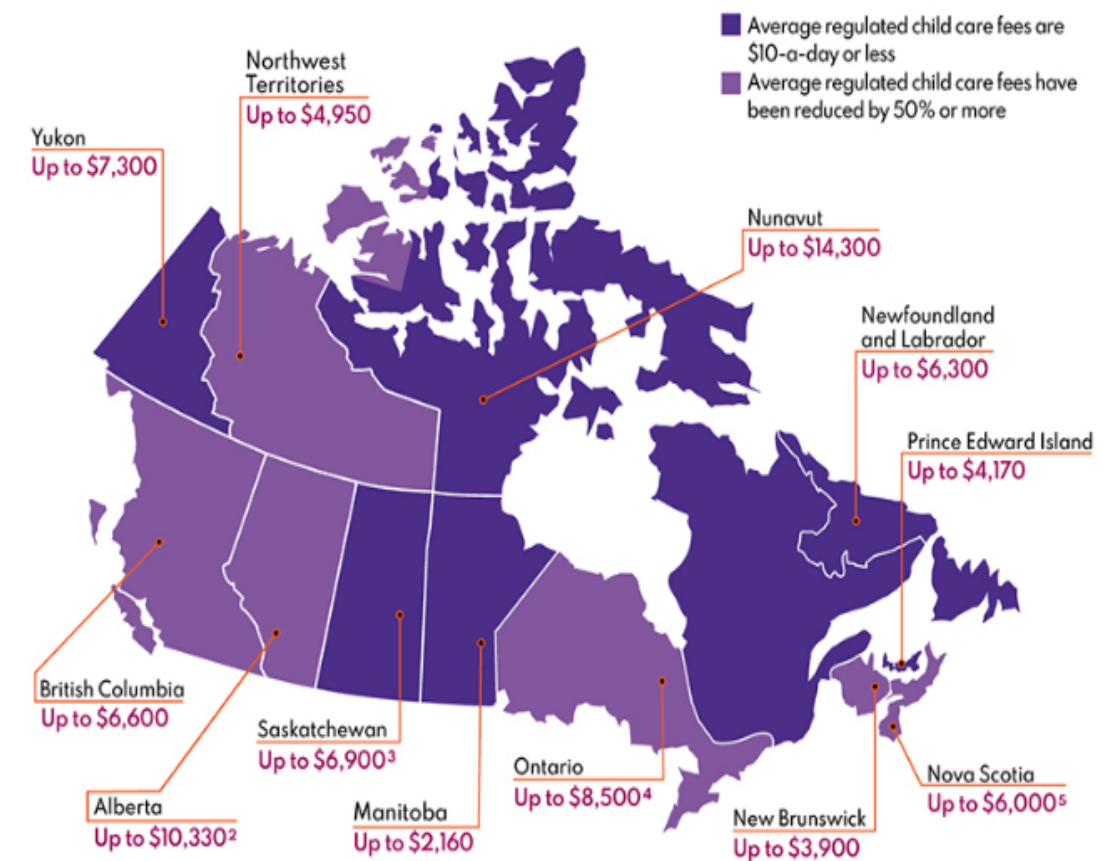 Average regulated child care fees are
$10-a-day or less
Average regulated child care fees have
been reduced by 50% or more
Northwest
Territories
Up to $4,950
Yukon
Up to $7,300
Nunavut
Up to $14,300
Newfoundland
and Labrador
Up to $6,300
Prince Edward Island
Up to $4,170
British Columbia
Up to $6,600
Saskatchewan
Up to $6,900³
Ontario
Up to $8,500⁴
Nova Scotia
Up to $6,000⁵
Alberta
Up to $10,330²
Manitoba
Up to $2,160
New Brunswick
Up to $3,900